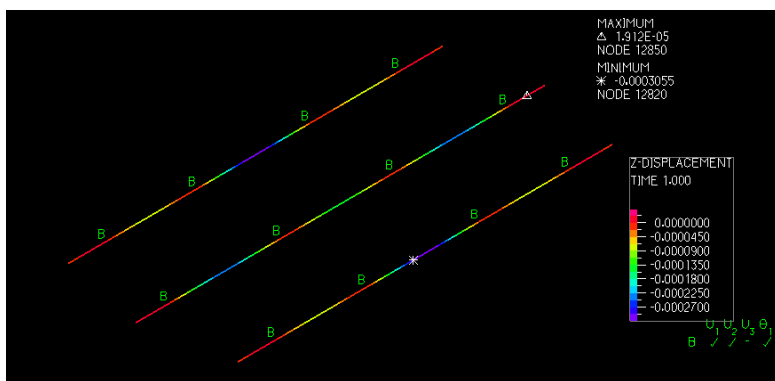 MAXIMUM
△ 1.912E-05
NODE 12850
MINIMUM
* -0.0003055
NODE 12820
B
B
B
B
B
B
B
B
B
B
B
B
Z-DISPLACEMENT
TIME 1.000
0.0000000
-0.0000450
-0.0000900
-0.0001350
-0.0001800
-0.0002250
-0.0002700
U1 U2 U3 θ1
B ✓ ✓ - ✓